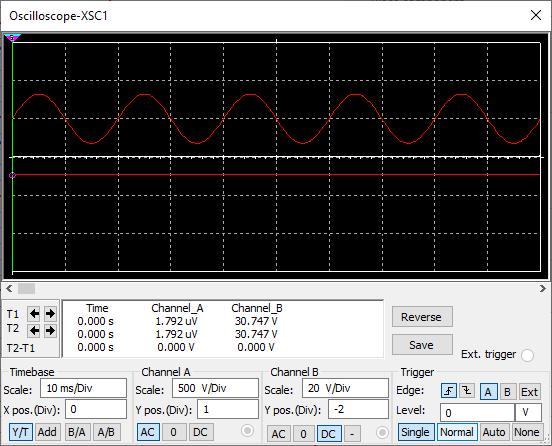 Oscilloscope-XSC1
T1
T2
T2-T1
Time Channel_A Channel_B
0.000 s 1.792 uV 30.747 V
0.000 s 1.792 uV 30.747 V
0.000 s 0.000 V 0.000 V
Reverse
Save
Ext. trigger
Timebase
Scale: 10 ms/Div
X pos.(Div): 0
Y/T Add B/A A/B
Channel A
Scale: 500 V/Div
Y pos.(Div): 1
AC 0 DC
Channel B
Scale: 20 V/Div
Y pos.(Div): -2
AC 0 DC -
Trigger
Edge: A B Ext
Level: 0 V
Single Normal Auto None